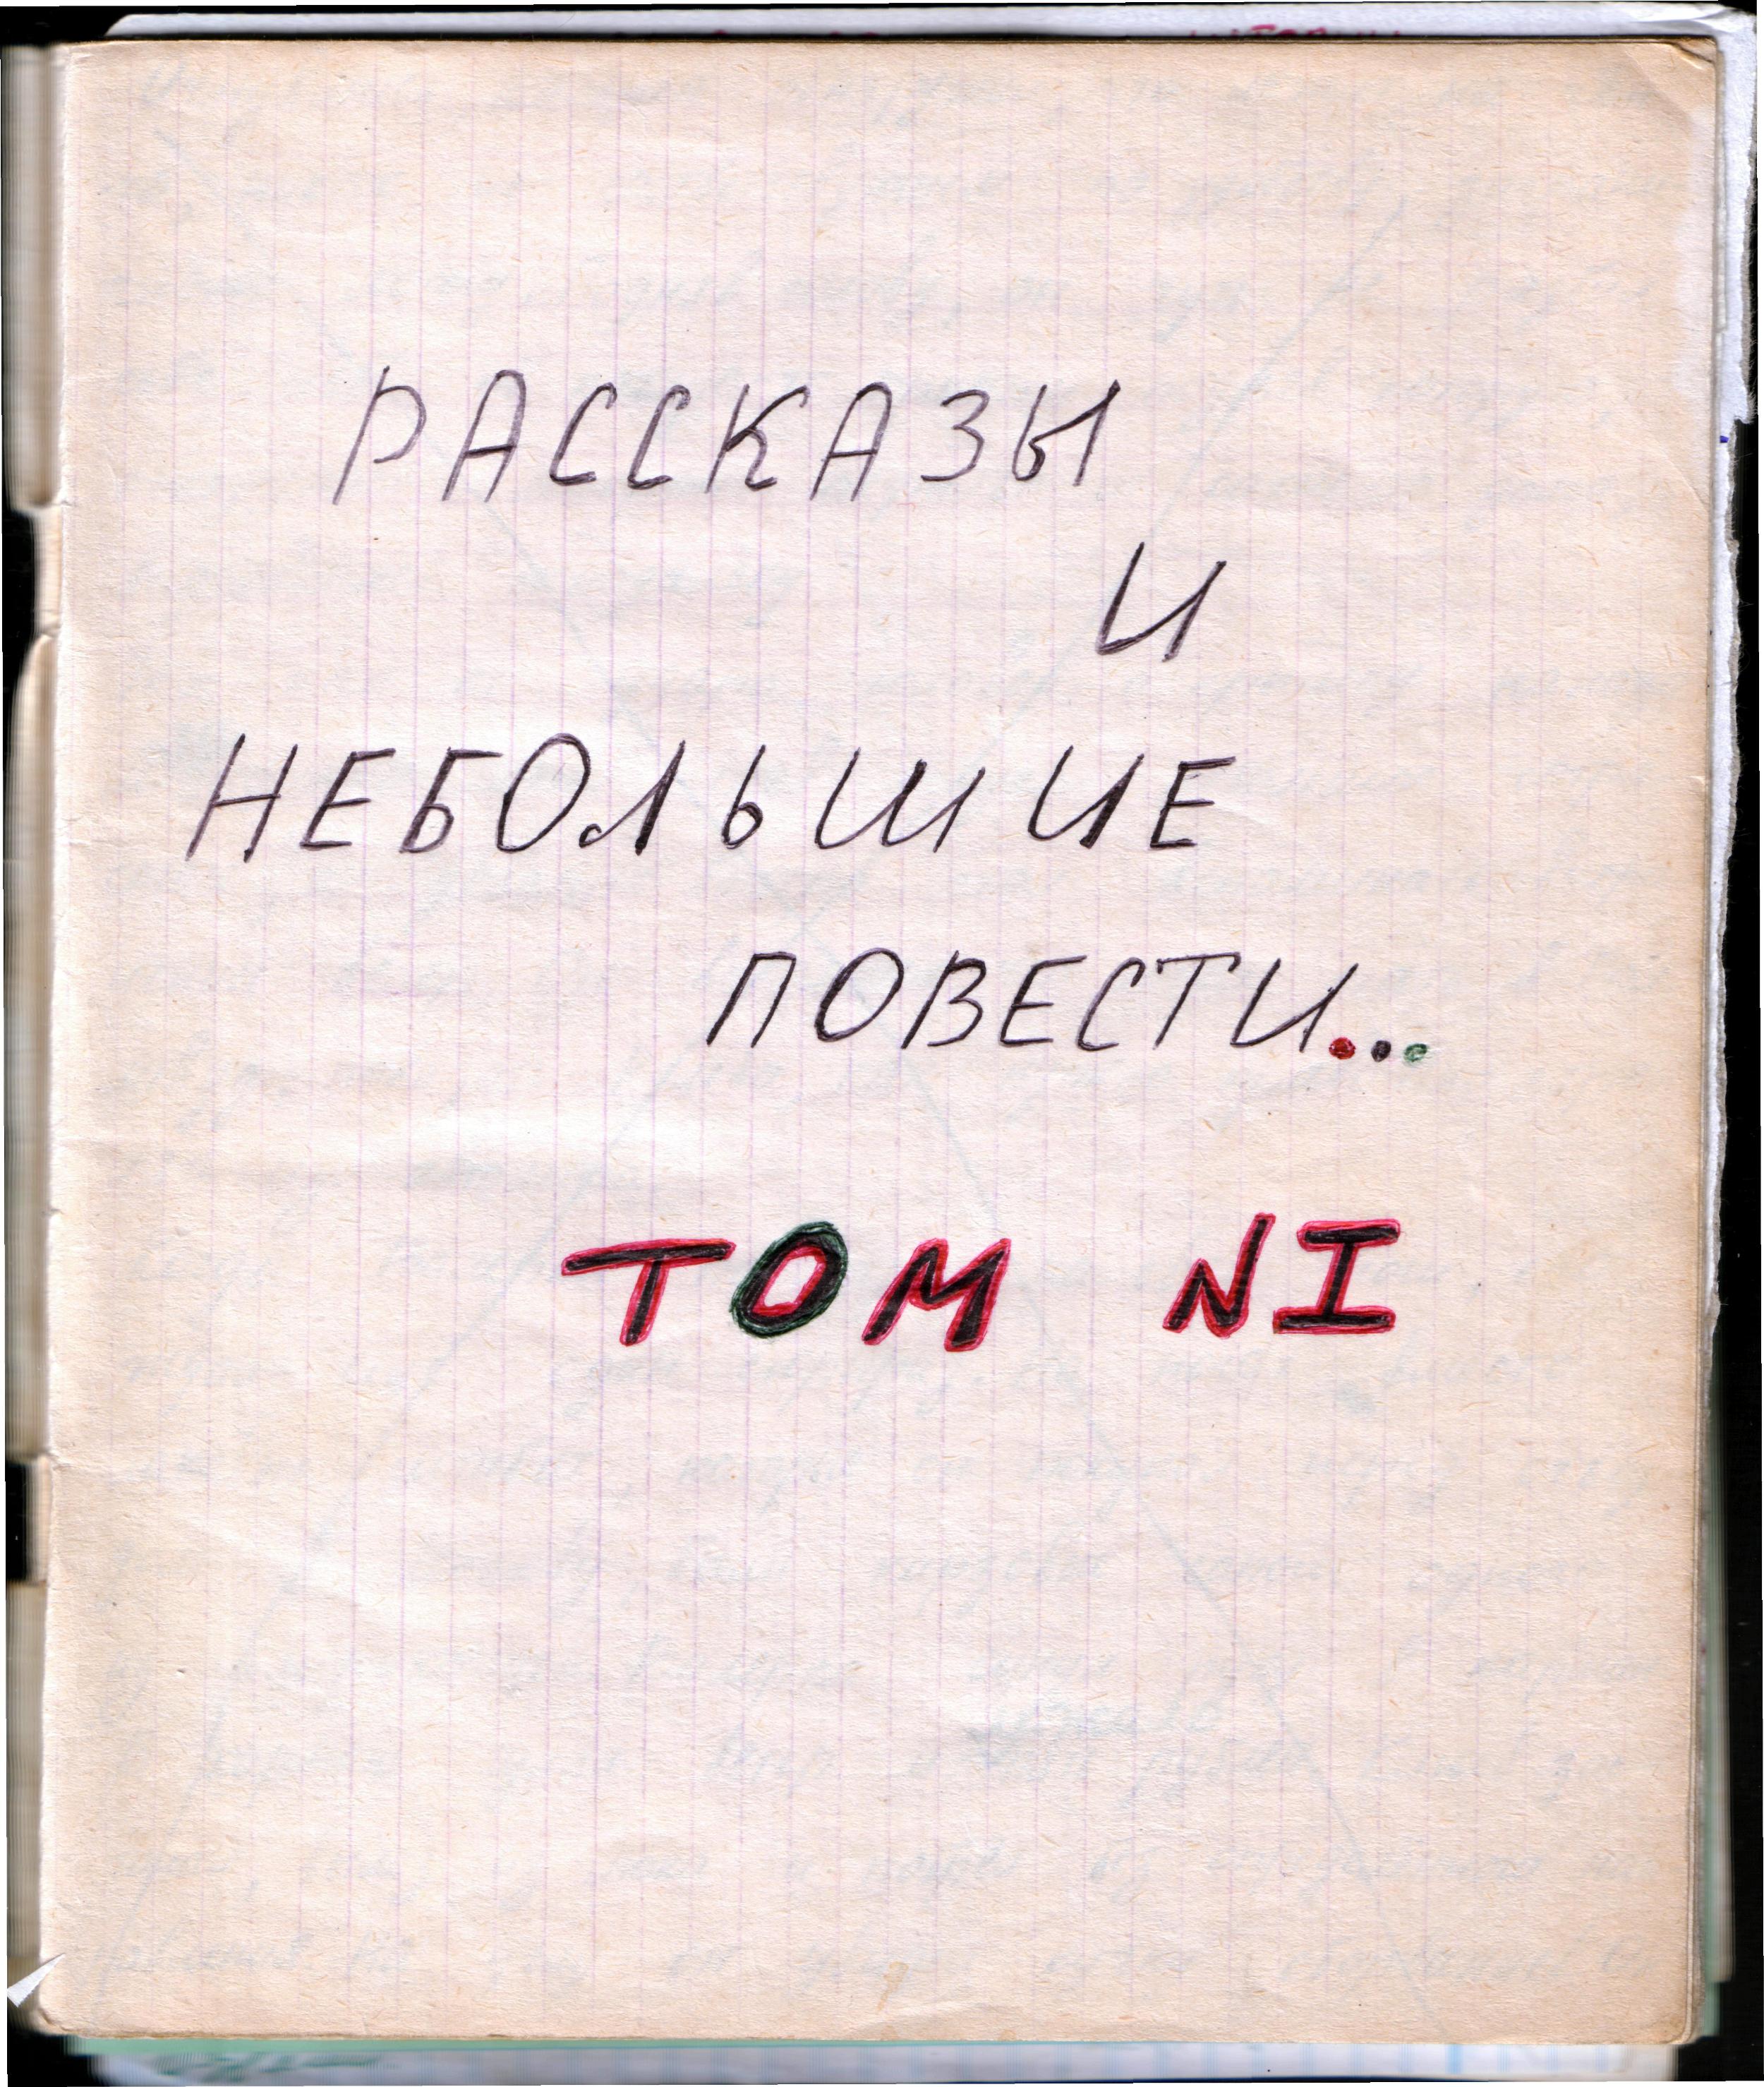 РАССКАЗЫ
И
НЕБОЛЬШИЕ
ПОВЕСТИ...
ТОМ NI